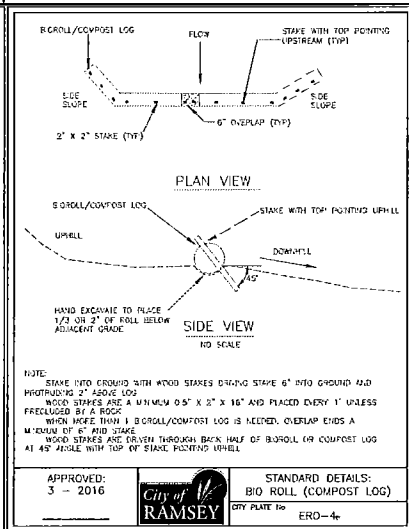 BIOROLL/COMPOST LOG
FLOW
STAKE WITH TOP POINTING
UPSTREAM (TYP)
SIDE
SLOPE
SIDE
SLOPE
6" OVERLAP (TYP)
2" X 2" STAKE (TYP)
PLAN VIEW
BIOROLL/COMPOST LOG
STAKE WITH TOP POINTING UPHILL
UPHILL
DOWNHILL
45°
HAND EXCAVATE TO PLACE
1/3 OR 2" OF ROLL BELOW
ADJACENT GRADE
SIDE VIEW
NO SCALE
NOTE:
STAKE INTO GROUND WITH WOOD STAKES DRIVING STAKE 6" INTO GROUND AND
PROTRUDING 2" ABOVE LOG
WOOD STAKES ARE A MINIMUM 0.5" X 2" X 16" AND PLACED EVERY 1' UNLESS
PRECLUDED BY A ROCK
WHEN MORE THAN 1 BIOROLL/COMPOST LOG IS NEEDED, OVERLAP ENDS A
MINIMUM OF 6" AND STAKE
WOOD STAKES ARE DRIVEN THROUGH BACK HALF OF BIOROLL OR COMPOST LOG
AT 45° ANGLE WITH TOP OF STAKE POINTING UPHILL
APPROVED:
3 - 2016
City of
RAMSEY
STANDARD DETAILS:
BIO ROLL (COMPOST LOG)
CITY PLATE No